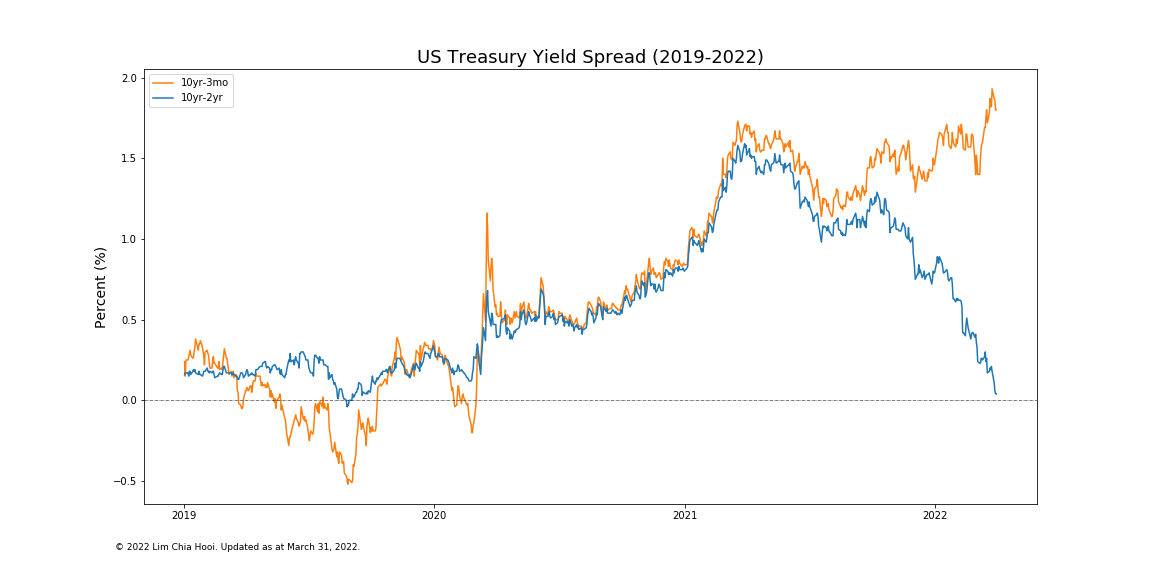 US Treasury Yield Spread (2019-2022)
10yr-3mo
10yr-2yr
Percent (%)
2.0
1.5
1.0
0.5
0.0
−0.5
2019 2020 2021 2022
© 2022 Lim Chia Hooi. Updated as at March 31, 2022.